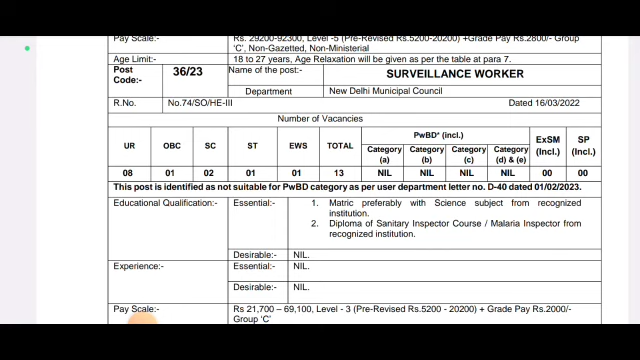 Pay Scale:- Rs. 29200-92300, Level -5 (Pre-Revised Rs.5200-20200) +Grade Pay Rs.2800/- Group
‘C’, Non-Gazetted, Non-Ministerial
Age Limit:- 18 to 27 years, Age Relaxation will be given as per the table at para 7.
Post Code:- 36/23 Name of the post:- SURVEILLANCE WORKER
Department New Delhi Municipal Council
R.No. No.74/SO/HE-III Dated 16/03/2022
Number of Vacancies
UR OBC SC ST EWS TOTAL PwBD* (incl.) ExSM (Incl.) SP (Incl.)
Category (a) Category (b) Category (c) Category (d) & (e)
08 01 02 01 01 13 NIL NIL NIL NIL 00 00
This post is identified as not suitable for PwBD category as per user department letter no. D-40 dated 01/02/2023.
Educational Qualification:- Essential:- 1. Matric preferably with Science subject from recognized
institution.
2. Diploma of Sanitary Inspector Course / Malaria Inspector from
recognized institution.
Desirable:- NIL.
Experience:- Essential:- NIL.
Desirable:- NIL.
Pay Scale:- Rs 21,700 – 69,100, Level - 3 (Pre-Revised Rs.5200 - 20200) + Grade Pay Rs.2000/-
Group ‘C’